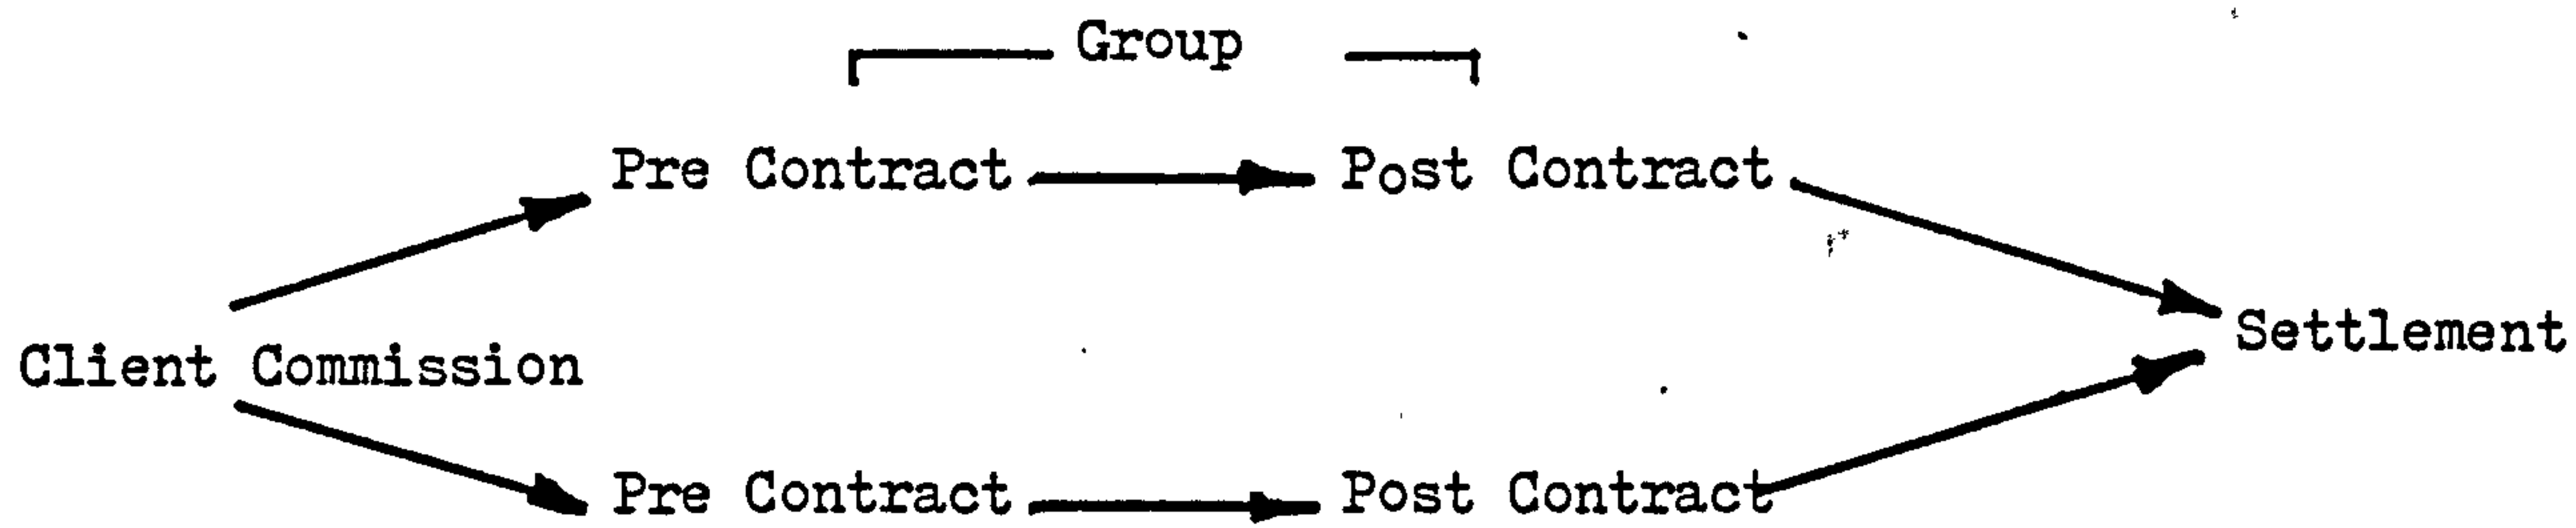 Group
Pre Contract Post Contract
Client Commission Settlement
Pre Contract Post Contract